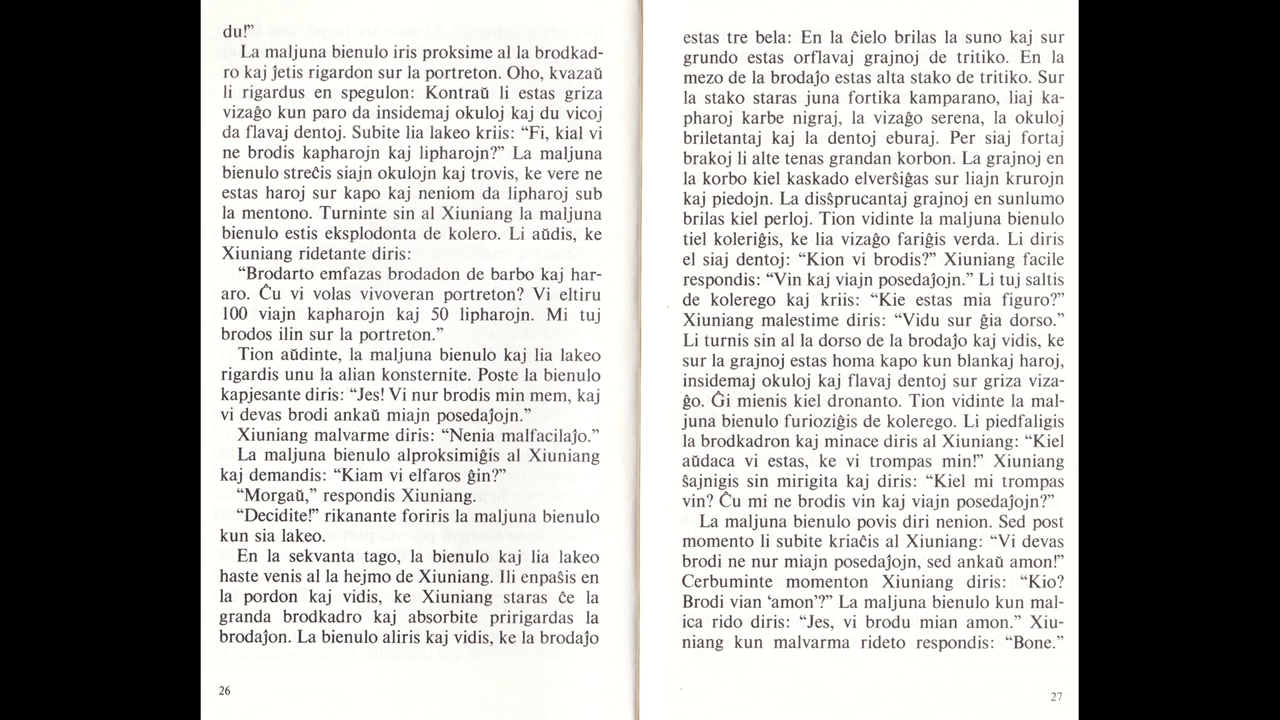 du!”
La maljuna bienulo iris proksime al la brodkad-
ro kaj ĵetis rigardon sur la portreton. Oho, kvazaŭ
li rigardus en spegulon: Kontraŭ li estas griza
vizaĝo kun paro da insidemaj okuloj kaj du vicoj
da flavaj dentoj. Subite lia lakeo kriis: “Fi, kial vi
ne brodis kapharojn kaj lipharojn?” La maljuna
bienulo streĉis siajn okulojn kaj trovis, ke vere ne
estas haroj sur kapo kaj neniom da lipharoj sub
la mentono. Turninte sin al Xiuniang la maljuna
bienulo estis eksplodonta de kolero. Li aŭdis, ke
Xiuniang ridetante diris:
“Brodarto emfazas brodadon de barbo kaj har-
aro. Ĉu vi volas vivoveran portreton? Vi eltiru
100 viajn kapharojn kaj 50 lipharojn. Mi tuj
brodos ilin sur la portreton.”
Tion aŭdinte, la maljuna bienulo kaj lia lakeo
rigardis unu la alian konsternite. Poste la bienulo
kapjesante diris: “Jes! Vi nur brodis min mem, kaj
vi devas brodi ankaŭ miajn posedaĵojn.”
Xiuniang malvarme diris: “Nenia malfacilaĵo.”
La maljuna bienulo alproksimiĝis al Xiuniang
kaj demandis: “Kiam vi elfaros ĝin?”
“Morgaŭ,” respondis Xiuniang.
“Decidite!” rikanante foriris la maljuna bienulo
kun sia lakeo.
En la sekvanta tago, la bienulo kaj lia lakeo
haste venis al la hejmo de Xiuniang. Ili enpaŝis en
la pordon kaj vidis, ke Xiuniang staras ĉe la
granda brodkadro kaj absorbite pririgardas la
brodaĵon. La bienulo aliris kaj vidis, ke la brodaĵo
26
estas tre bela: En la ĉielo brilas la suno kaj sur
grundo estas orflavaj grajnoj de tritiko. En la
mezo de la brodaĵo estas alta stako de tritiko. Sur
la stako staras juna fortika kamparano, liaj ka-
pharoj karbe nigraj, la vizaĝo serena, la okuloj
briletantaj kaj la dentoj eburaj. Per siaj fortaj
brakoj li alte tenas grandan korbon. La grajnoj en
la korbo kiel kaskado elverŝiĝas sur liajn krurojn
kaj piedojn. La disŝprucantaj grajnoj en sunlumo
brilas kiel perloj. Tion vidinte la maljuna bienulo
tiel koleriĝis, ke lia vizaĝo fariĝis verda. Li diris
el siaj dentoj: “Kion vi brodis?” Xiuniang facile
respondis: “Vin kaj viajn posedaĵojn.” Li tuj saltis
de kolerego kaj kriis: “Kie estas mia figuro?”
Xiuniang malestime diris: “Vidu sur ĝia dorso.”
Li turnis sin al la dorso de la brodaĵo kaj vidis, ke
sur la grajnoj estas homa kapo kun blankaj haroj,
insidemaj okuloj kaj flavaj dentoj sur griza viza-
ĝo. Ĝi mienis kiel dronanto. Tion vidinte la mal-
juna bienulo furioziĝis de kolerego. Li piedfaligis
la brodkadron kaj minace diris al Xiuniang: “Kiel
aŭdaca vi estas, ke vi trompas min!” Xiuniang
ŝajnigis sin mirigita kaj diris: “Kiel mi trompas
vin? Ĉu mi ne brodis vin kaj viajn posedaĵojn?”
La maljuna bienulo povis diri nenion. Sed post
momento li subite kriaĉis al Xiuniang: “Vi devas
brodi ne nur miajn posedaĵojn, sed ankaŭ amon!”
Cerbuminte momenton Xiuniang diris: “Kio?
Brodi vian ‘amon’?” La maljuna bienulo kun mal-
ica rido diris: “Jes, vi brodu mian amon.” Xiu-
niang kun malvarma rideto respondis: “Bone.”
27